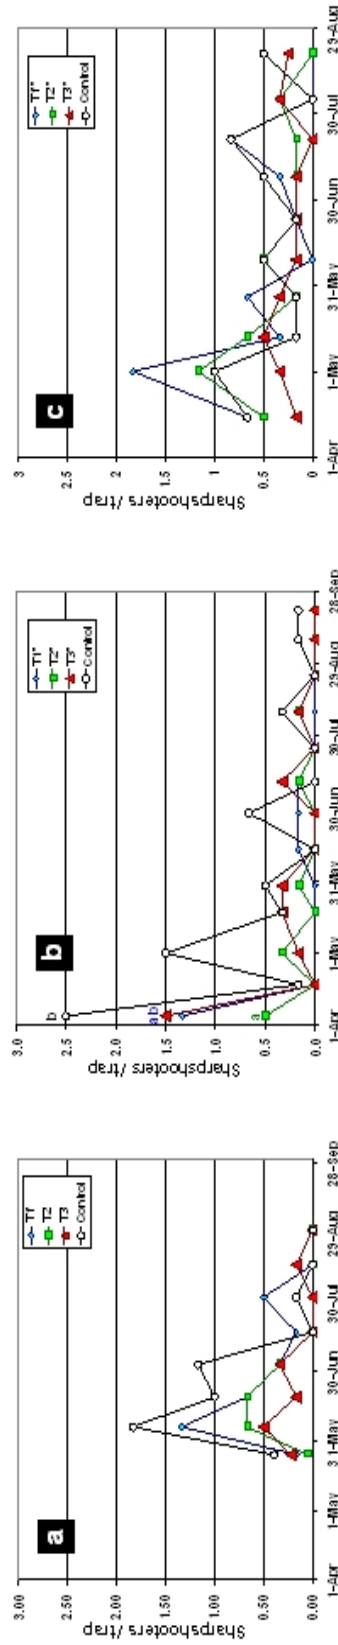 a
Sharpshooters/trap
3.00
2.50
2.00
1.50
1.00
0.50
0.00
1-Apr
1-May
31-May
30-Jun
30-Jul
29-Aug
28-Sep
T1'
T2
T3
Control
b
Sharpshooters/trap
3.0
2.5
2.0
1.5
1.0
0.5
0.0
1-Apr
1-May
31-May
30-Jun
30-Jul
29-Aug
28-Sep
T1"
T2"
T3"
Control
b
a b
a
c
Sharpshooters/trap
3
2.5
2
1.5
1
0.5
0
1-Apr
1-May
31-May
30-Jun
30-Jul
29-Aug
T1"
T2"
T3"
Control